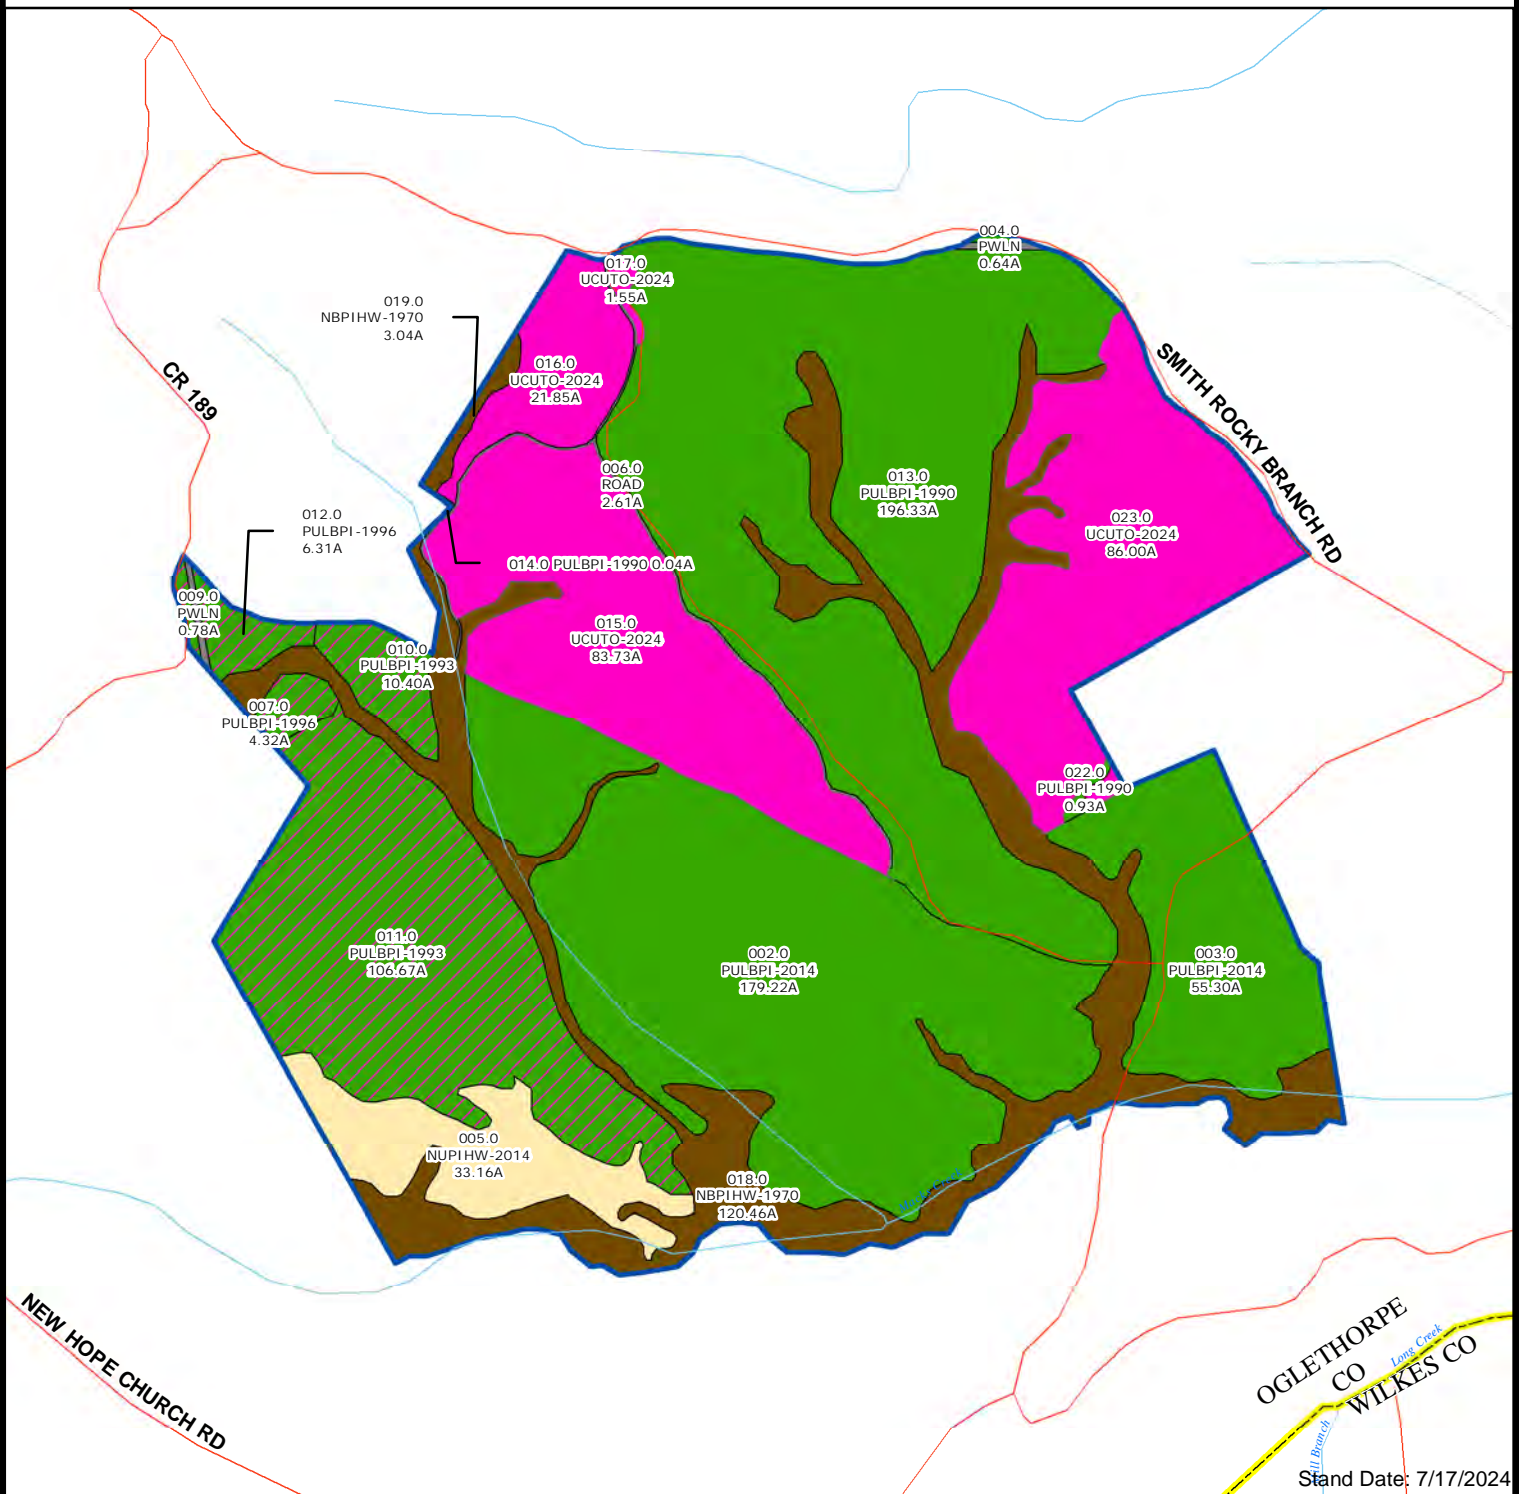 004.0
PWLN
0.64A
017.0
UCUTO-2024
1.55A
019.0
NBPIHW-1970
3.04A
016.0
UCUTO-2024
21.85A
CR 189
SMITH ROCKY BRANCH RD
006.0
ROAD
2.61A
013.0
PULBPI-1990
196.33A
012.0
PULBPI-1996
6.31A
023.0
UCUTO-2024
86.00A
014.0 PULBPI-1990 0.04A
009.0
PWLN
0.78A
015.0
UCUTO-2024
83.73A
010.0
PULBPI-1993
10.40A
007.0
PULBPI-1996
4.32A
022.0
PULBPI-1990
0.93A
011.0
PULBPI-1993
106.67A
002.0
PULBPI-2014
179.22A
003.0
PULBPI-2014
55.30A
005.0
NUPIHW-2014
33.16A
018.0
NBPIHW-1970
120.46A
Creek
NEW HOPE CHURCH RD
OGLETHORPE
CO
Long Creek
WILKES CO
Branch
Stand Date: 7/17/2024